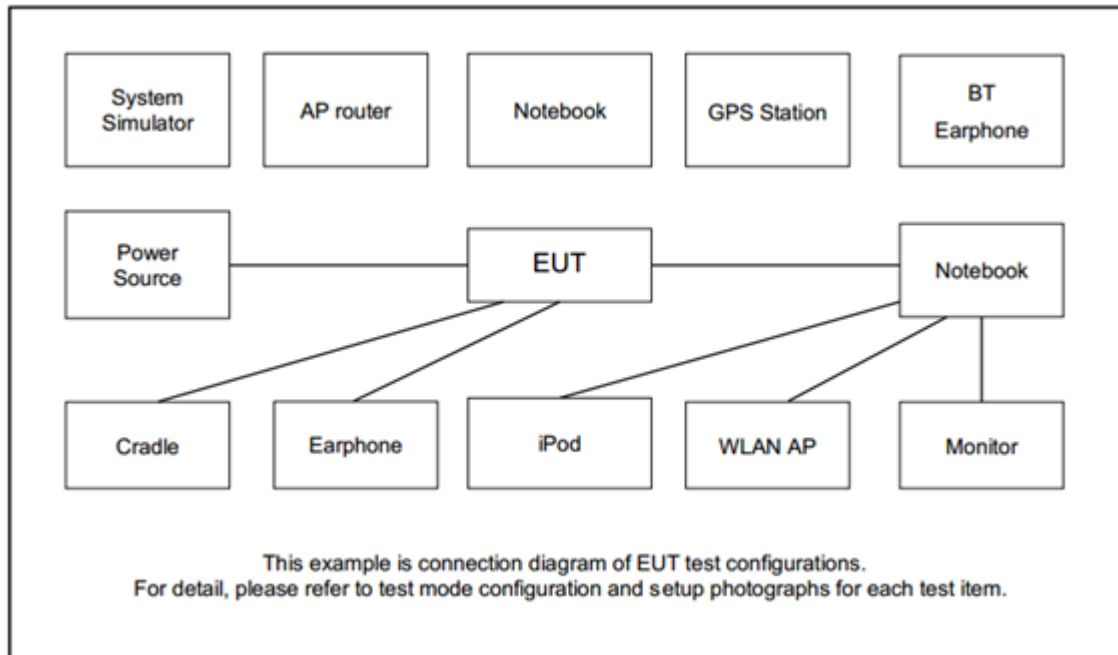 System
Simulator
AP router
Notebook
GPS Station
BT
Earphone
Power
Source
EUT
Notebook
Cradle
Earphone
iPod
WLAN AP
Monitor
This example is connection diagram of EUT test configurations.
For detail, please refer to test mode configuration and setup photographs for each test item.